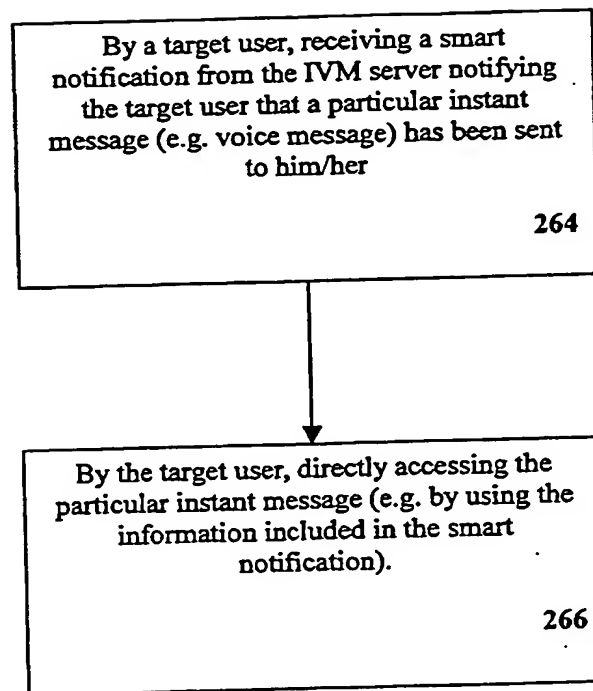 By a target user, receiving a smart
notification from the IVM server notifying
the target user that a particular instant
message (e.g. voice message) has been sent
to him/her
264
By the target user, directly accessing the
particular instant message (e.g. by using the
information included in the smart
notification).
266